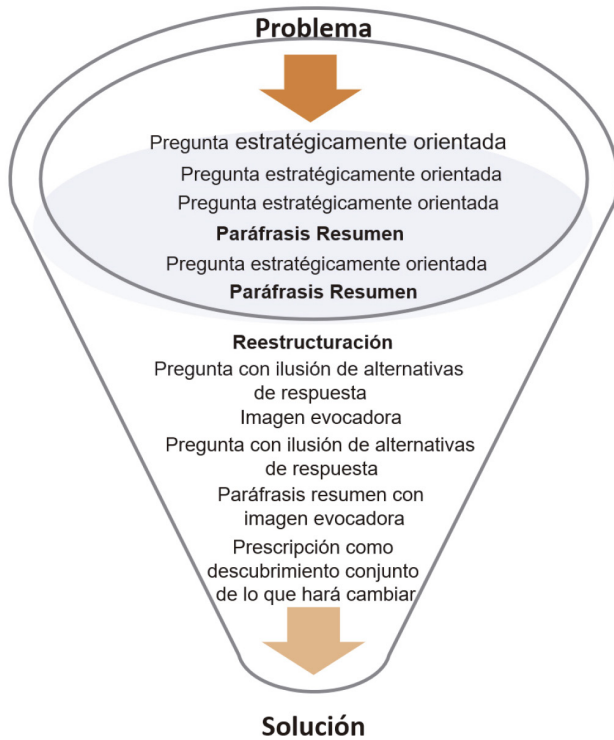 Problema
Pregunta estratégicamente orientada
Pregunta estratégicamente orientada
Pregunta estratégicamente orientada
Paráfrasis Resumen
Pregunta estratégicamente orientada
Paráfrasis Resumen
Reestructuración
Pregunta con ilusión de alternativas
de respuesta
Imagen evocadora
Pregunta con ilusión de alternativas
de respuesta
Paráfrasis resumen con
imagen evocadora
Prescripción como
descubrimiento conjunto
de lo que hará cambiar
Solución